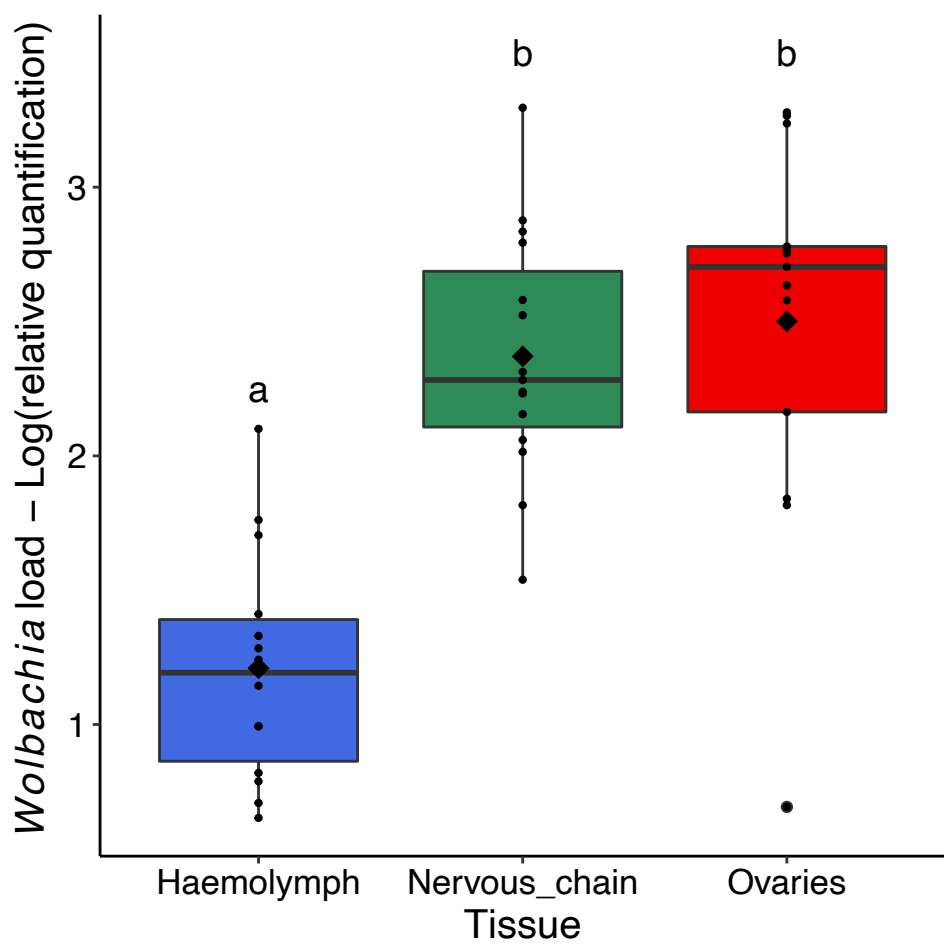 Wolbachia load – Log(relative quantification)
b
b
3
a
2
1
Haemolymph
Nervous_chain
Ovaries
Tissue